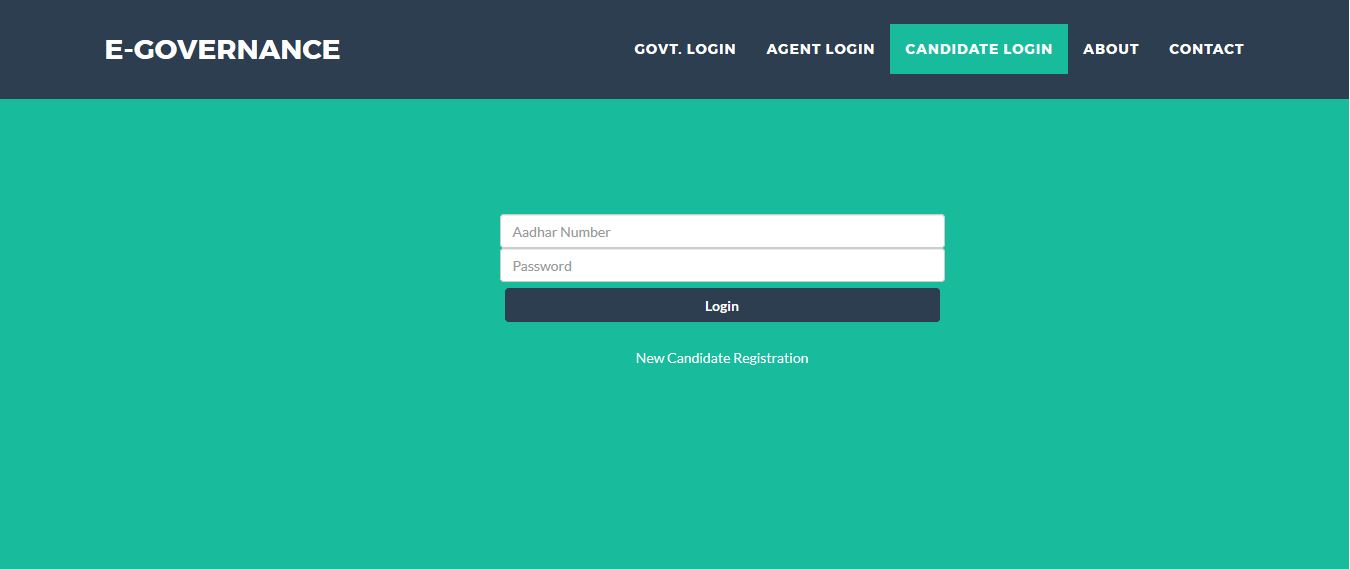 E-GOVERNANCE
GOVT. LOGIN
AGENT LOGIN
CANDIDATE LOGIN
ABOUT
CONTACT
Aadhar Number
Password
Login
New Candidate Registration